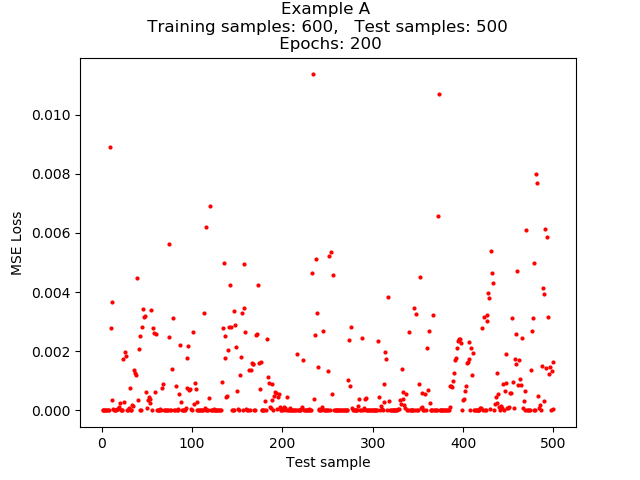 Example A
Training samples: 600,   Test samples: 500
Epochs: 200
MSE Loss
0.010
0.008
0.006
0.004
0.002
0.000
0 100 200 300 400 500
Test sample